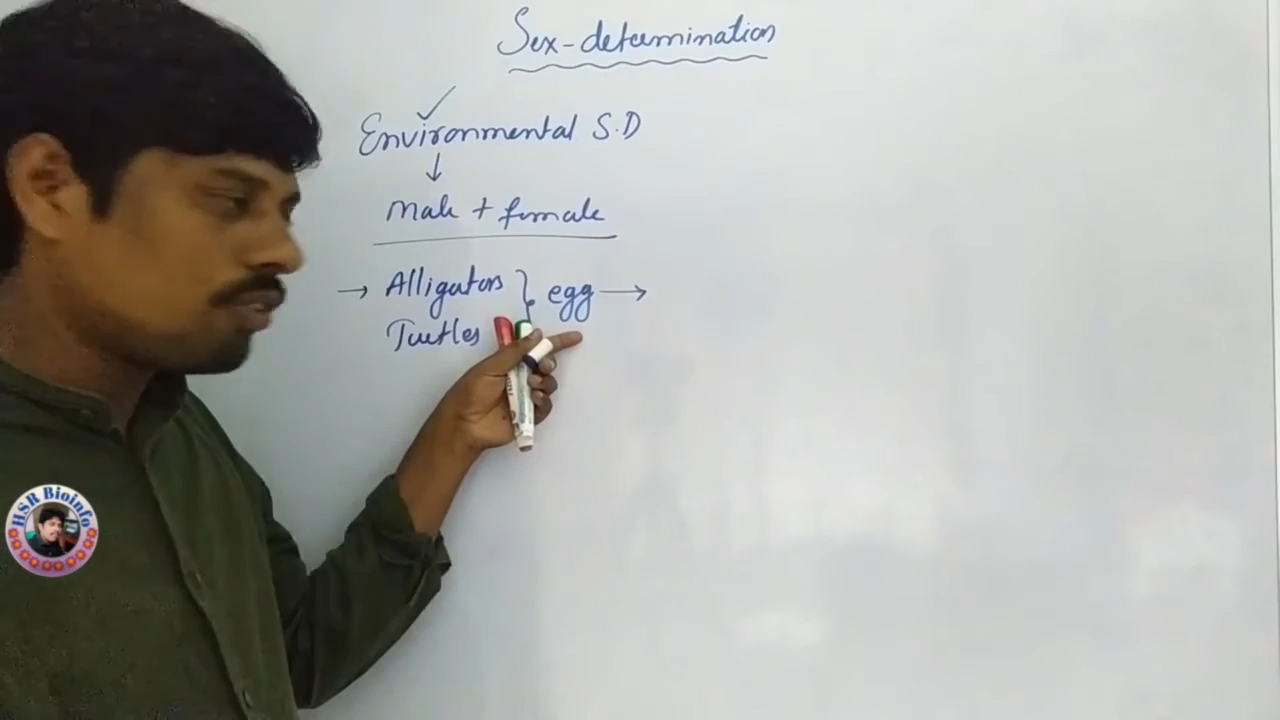 Sex-determination
Environmental S.D
male + female
→ Alligators } egg →
Turtles
HSR Bioinfo